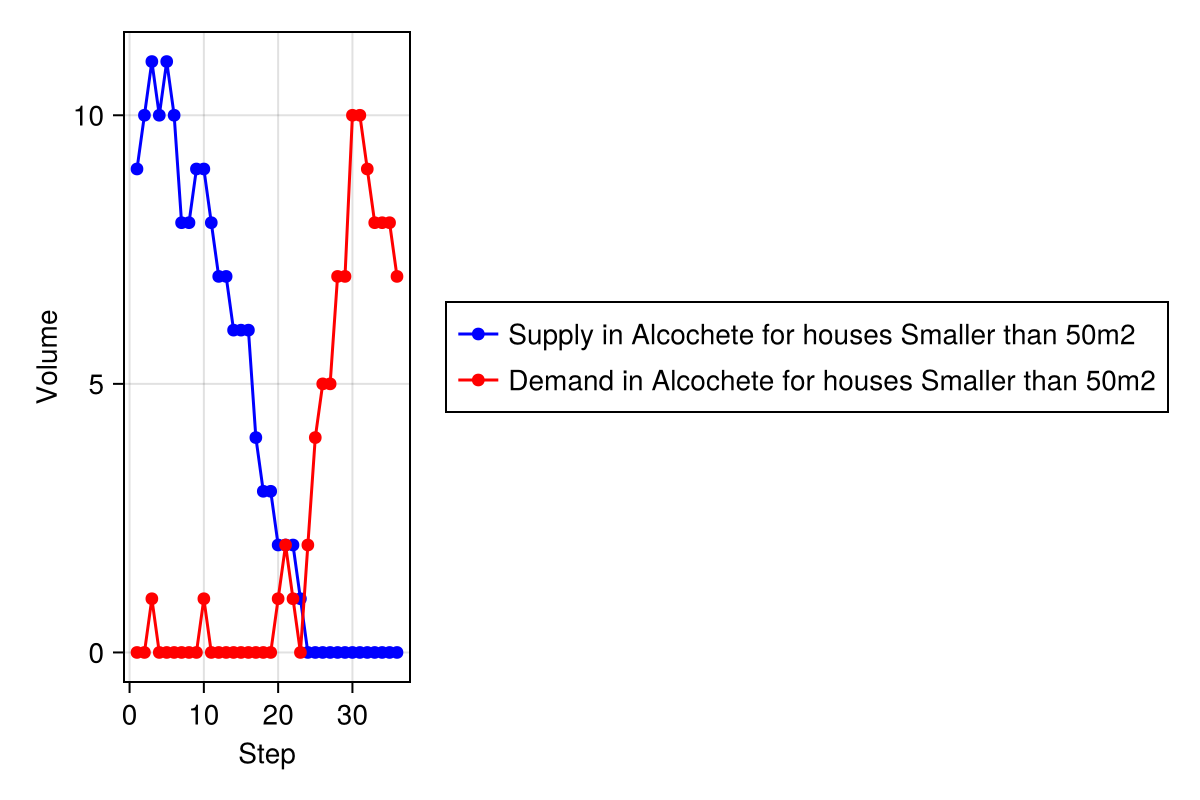 Volume
10
5
0
0 10 20 30
Step
Supply in Alcochete for houses Smaller than 50m2
Demand in Alcochete for houses Smaller than 50m2